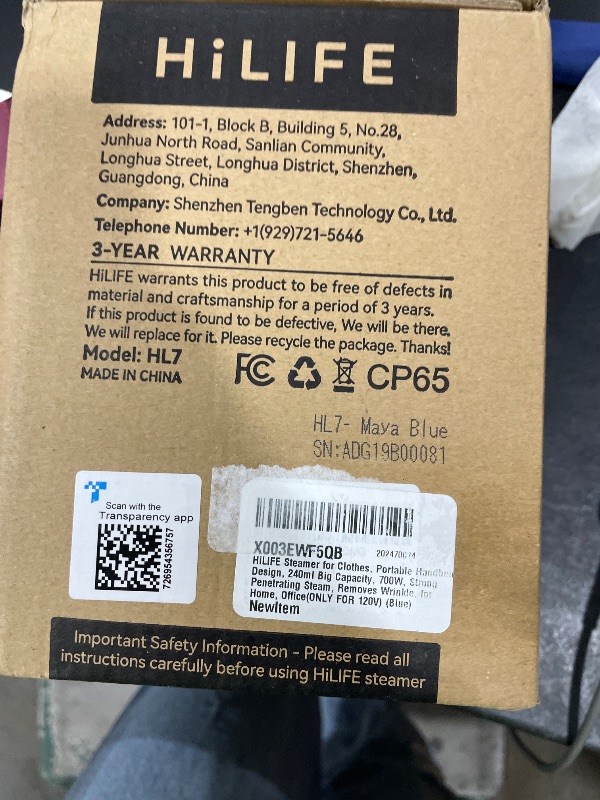 HiLIFE
Address: 101-1, Block B, Building 5, No.28,
Junhua North Road, Sanlian Community,
Longhua Street, Longhua District, Shenzhen,
Guangdong, China
Company: Shenzhen Tengben Technology Co., Ltd.
Telephone Number: +1(929)721-5646
3-YEAR WARRANTY
HiLIFE warrants this product to be free of defects in
material and craftsmanship for a period of 3 years.
If this product is found to be defective, We will be there.
We will replace for it. Please recycle the package. Thanks!
Model: HL7
MADE IN CHINA
FC CP65
HL7- Maya Blue
SN:ADG19B00081
Scan with the
Transparency app
726954356757
X003EWF5QB
HiLIFE Steamer for Clothes, Portable Handheld
Design, 240ml Big Capacity, 700W, Strong
Penetrating Steam, Removes Wrinkle, for
Home, Office(ONLY FOR 120V) (Blue)
NewItem
Important Safety Information - Please read all
instructions carefully before using HiLIFE steamer